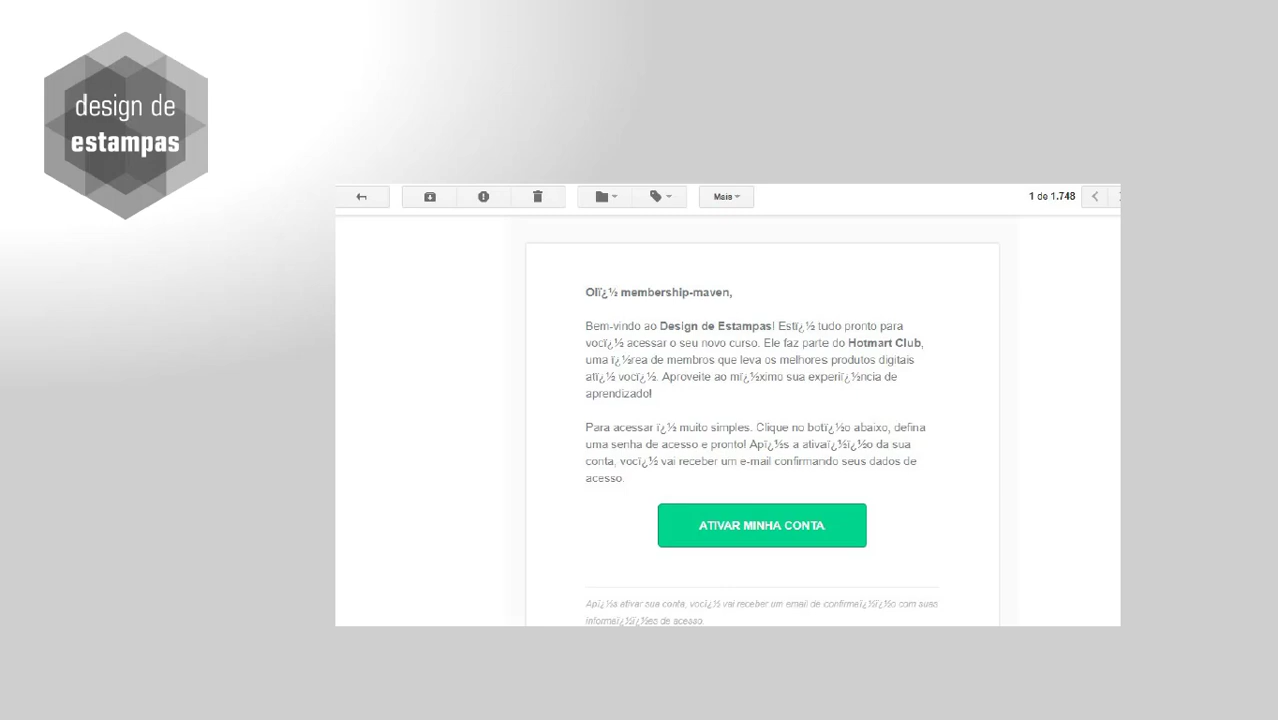 design de
estampas
Mais
1 de 1.748
Olï¿½ membership-maven,
Bem-vindo ao Design de Estampas! Estï¿½ tudo pronto para
vocï¿½ acessar o seu novo curso. Ele faz parte do Hotmart Club,
uma ï¿½rea de membros que leva os melhores produtos digitais
atï¿½ vocï¿½. Aproveite ao mï¿½ximo sua experiï¿½ncia de
aprendizado!
Para acessar ï¿½ muito simples. Clique no botï¿½o abaixo, defina
uma senha de acesso e pronto! Apï¿½s a ativaï¿½ï¿½o da sua
conta, vocï¿½ vai receber um e-mail confirmando seus dados de
acesso.
ATIVAR MINHA CONTA
Apï¿½s ativar sua conta, vocï¿½ vai receber um email de confirmaï¿½ï¿½o com suas
informaï¿½ï¿½es de acesso.